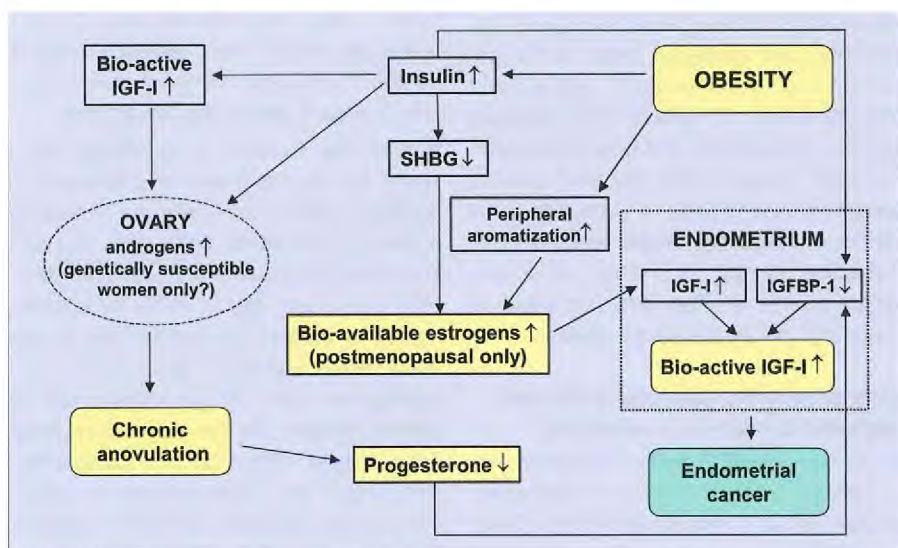 Bio-active
IGF-I ↑
Insulin ↑
OBESITY
SHBG ↓
OVARY
androgens ↑
(genetically susceptible
women only?)
Peripheral
aromatization ↑
ENDOMETRIUM
IGF-I ↑
IGFBP-1 ↓
Bio-available estrogens ↑
(postmenopausal only)
Bio-active IGF-I ↑
Chronic
anovulation
Progesterone ↓
Endometrial
cancer